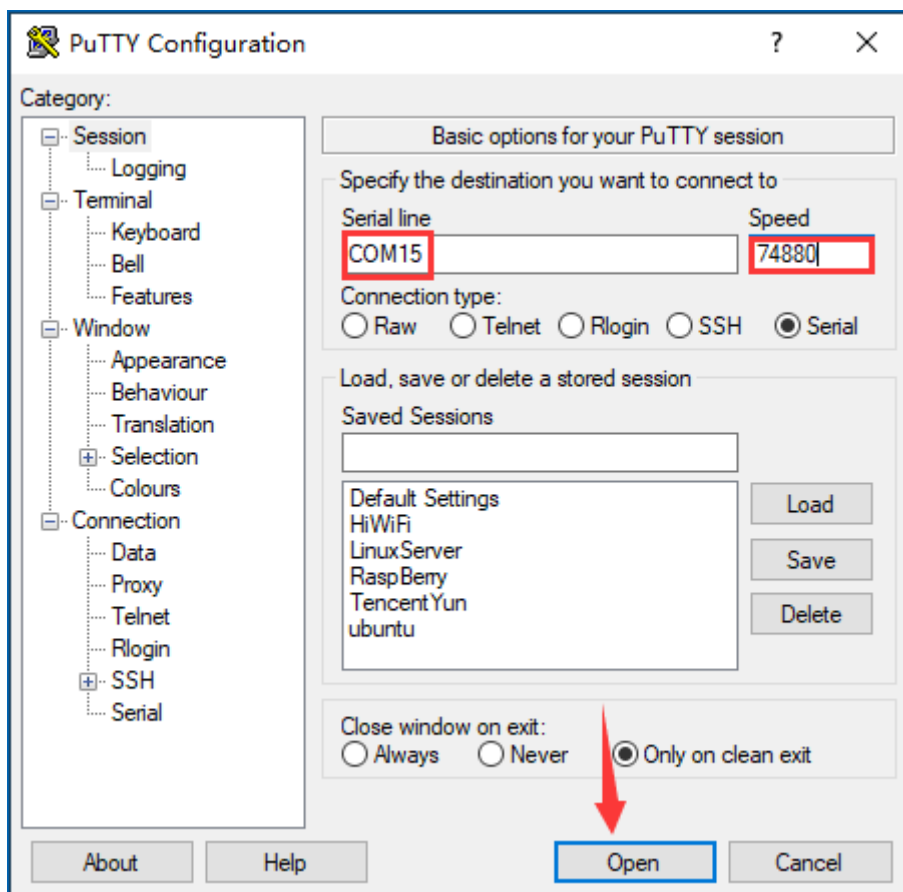 PuTTY Configuration
?
Category:
Session
Logging
Terminal
Keyboard
Bell
Features
Window
Appearance
Behaviour
Translation
Selection
Colours
Connection
Data
Proxy
Telnet
Rlogin
SSH
Serial
Basic options for your PuTTY session
Specify the destination you want to connect to
Serial line Speed
COM15 74880
Connection type:
Raw Telnet Rlogin SSH Serial
Load, save or delete a stored session
Saved Sessions
Default Settings
HiWiFi
LinuxServer
RaspBerry
TencentYun
ubuntu
Load
Save
Delete
Close window on exit:
Always Never Only on clean exit
About Help Open Cancel